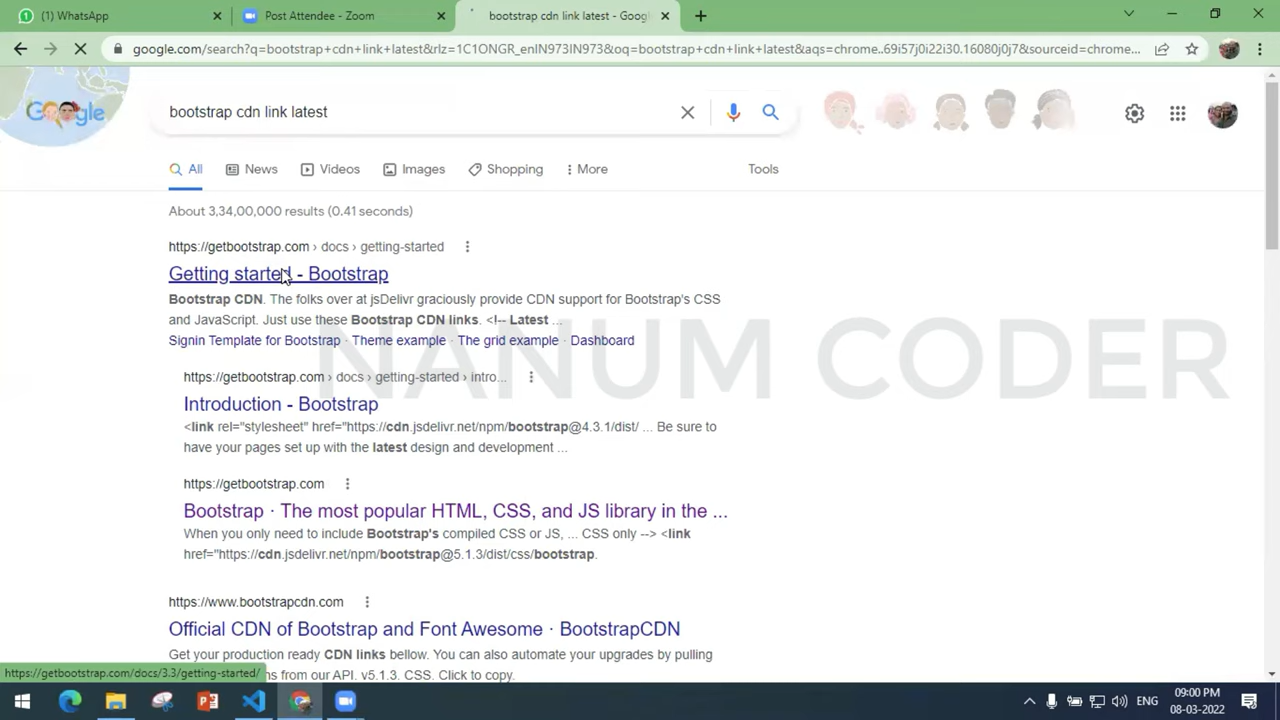 (1) WhatsApp
Post Attendee - Zoom
bootstrap cdn link latest - Goog
google.com/search?q=bootstrap+cdn+link+latest&rlz=1C1ONGR_enIN973IN973&oq=bootstrap+cdn+link+latest&aqs=chrome..69i57j0i22i30.16080j0j7&sourceid=chrome...
Google
bootstrap cdn link latest
All News Videos Images Shopping More Tools
About 3,34,00,000 results (0.41 seconds)
https://getbootstrap.com › docs › getting-started
Getting started - Bootstrap
Bootstrap CDN. The folks over at jsDelivr graciously provide CDN support for Bootstrap's CSS
and JavaScript. Just use these Bootstrap CDN links. <!-- Latest ...
Signin Template for Bootstrap · Theme example · The grid example · Dashboard
NANUM CODER
https://getbootstrap.com › docs › getting-started › intro...
Introduction - Bootstrap
<link rel="stylesheet" href="https://cdn.jsdelivr.net/npm/bootstrap@4.3.1/dist/ ... Be sure to
have your pages set up with the latest design and development ...
https://getbootstrap.com
Bootstrap · The most popular HTML, CSS, and JS library in the ...
When you only need to include Bootstrap's compiled CSS or JS, ... CSS only --> <link
href="https://cdn.jsdelivr.net/npm/bootstrap@5.1.3/dist/css/bootstrap.
https://www.bootstrapcdn.com
Official CDN of Bootstrap and Font Awesome · BootstrapCDN
Get your production ready CDN links bellow. You can also automate your upgrades by pulling
ns from our API. v5.1.3. CSS. Click to copy.
https://getbootstrap.com/docs/3.3/getting-started/
ENG
09:00 PM
08-03-2022